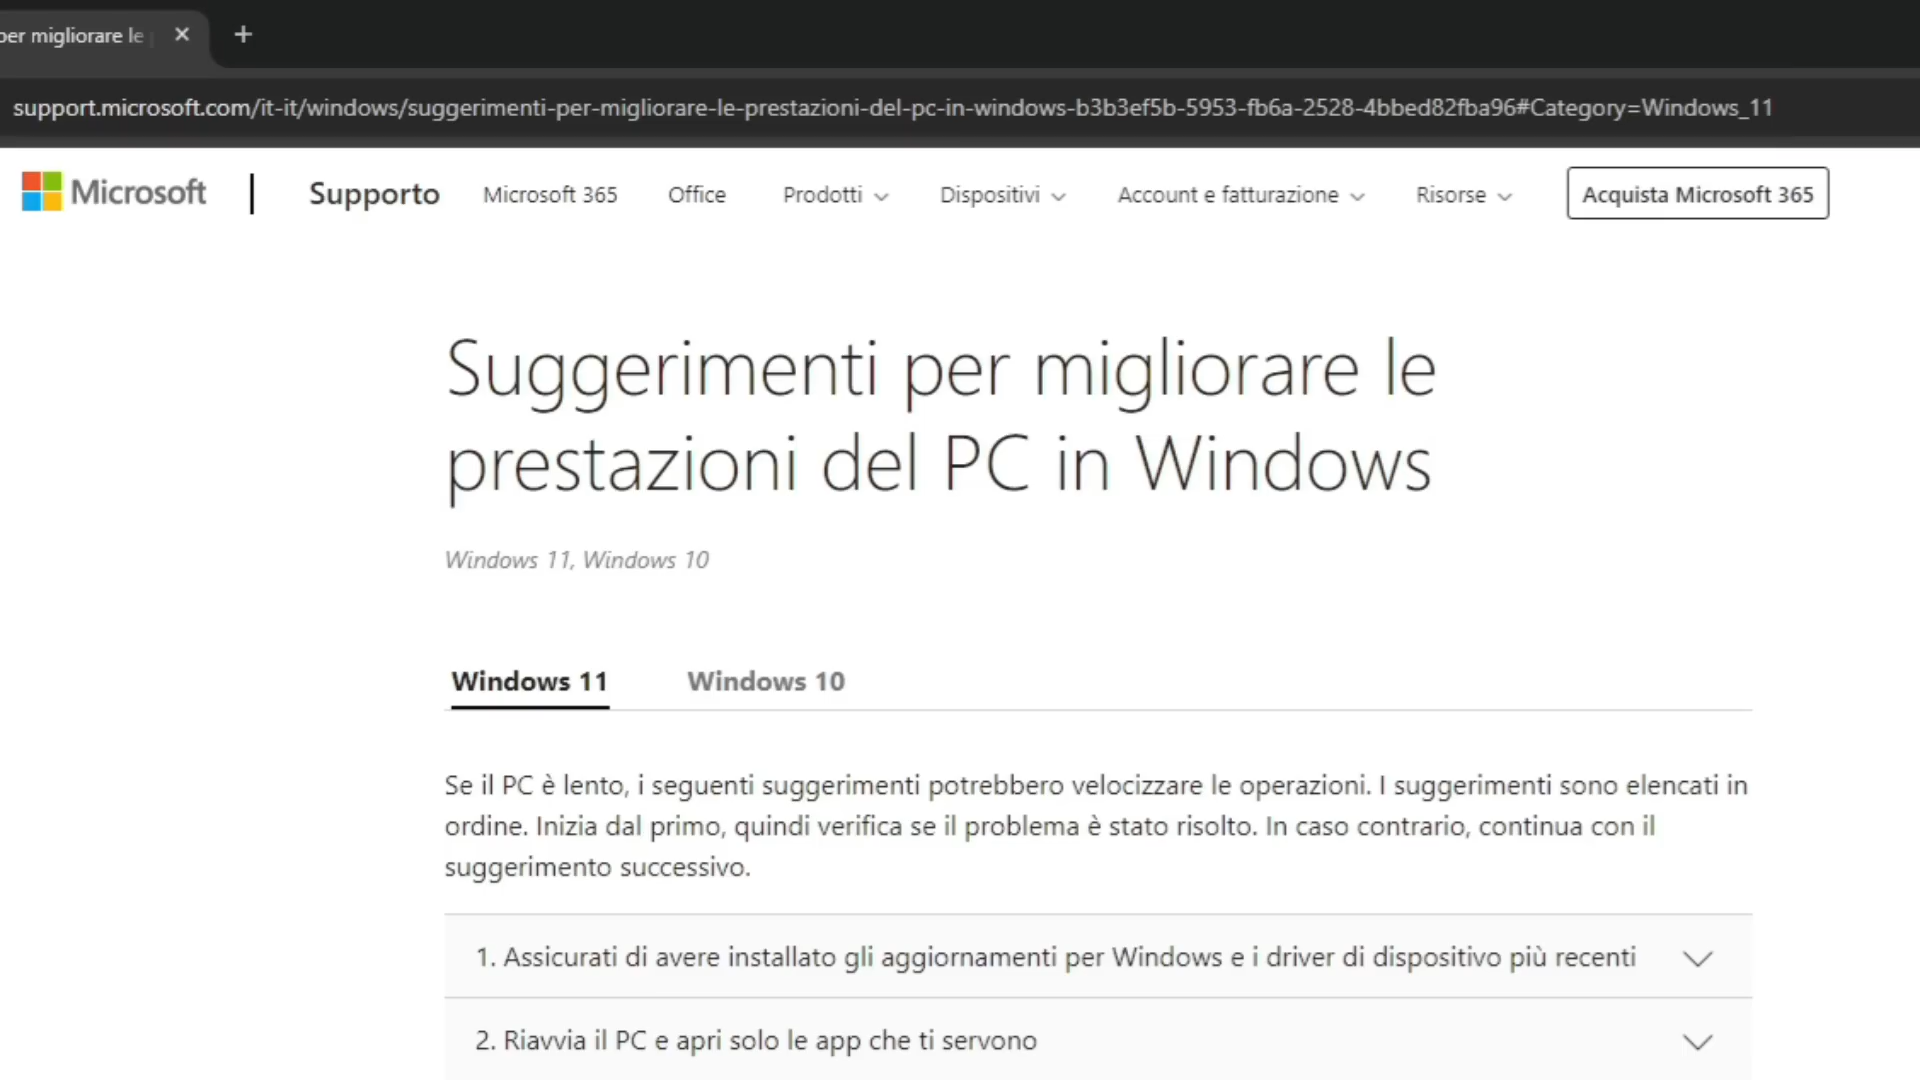 per migliorare le
support.microsoft.com/it-it/windows/suggerimenti-per-migliorare-le-prestazioni-del-pc-in-windows-b3b3ef5b-5953-fb6a-2528-4bbed82fba96#Category=Windows_11
Microsoft | Supporto Microsoft 365 Office Prodotti Dispositivi Account e fatturazione Risorse Acquista Microsoft 365
Suggerimenti per migliorare le
prestazioni del PC in Windows
Windows 11, Windows 10
Windows 11 Windows 10
Se il PC è lento, i seguenti suggerimenti potrebbero velocizzare le operazioni. I suggerimenti sono elencati in
ordine. Inizia dal primo, quindi verifica se il problema è stato risolto. In caso contrario, continua con il
suggerimento successivo.
1. Assicurati di avere installato gli aggiornamenti per Windows e i driver di dispositivo più recenti
2. Riavvia il PC e apri solo le app che ti servono